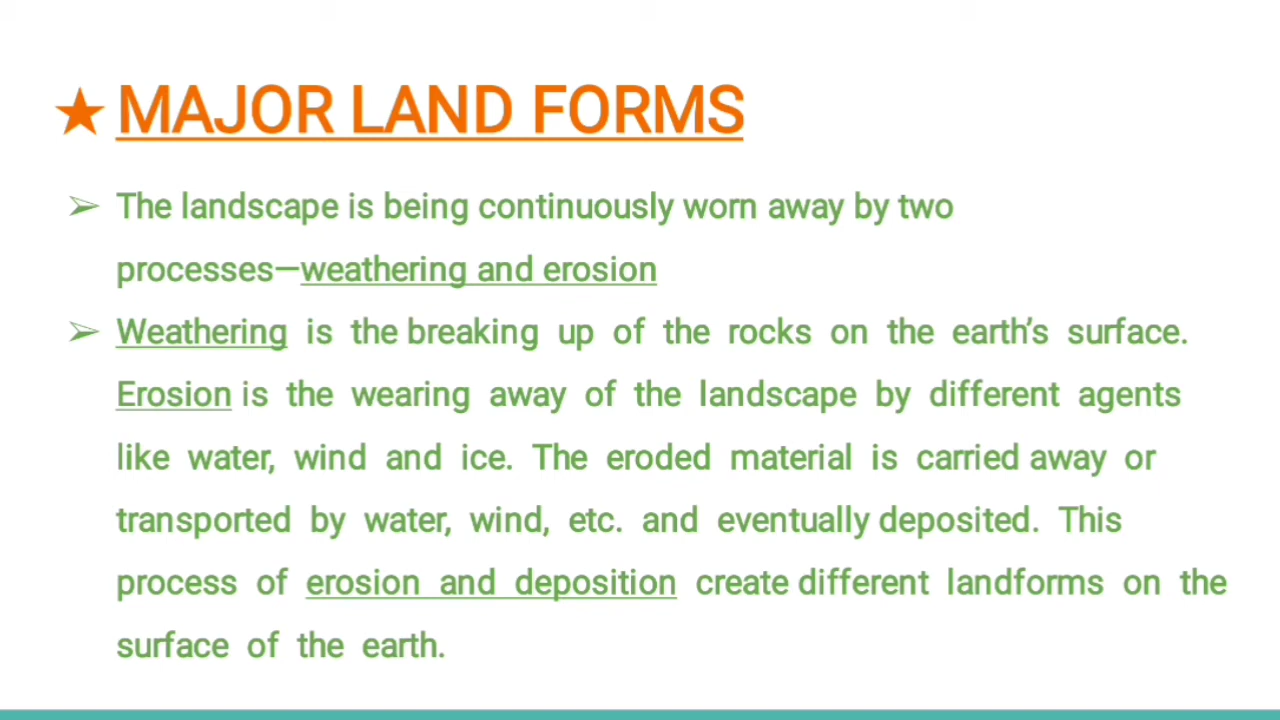 ★ MAJOR LAND FORMS
➢ The landscape is being continuously worn away by two
processes—weathering and erosion
➢ Weathering is the breaking up of the rocks on the earth’s surface.
Erosion is the wearing away of the landscape by different agents
like water, wind and ice. The eroded material is carried away or
transported by water, wind, etc. and eventually deposited. This
process of erosion and deposition create different landforms on the
surface of the earth.